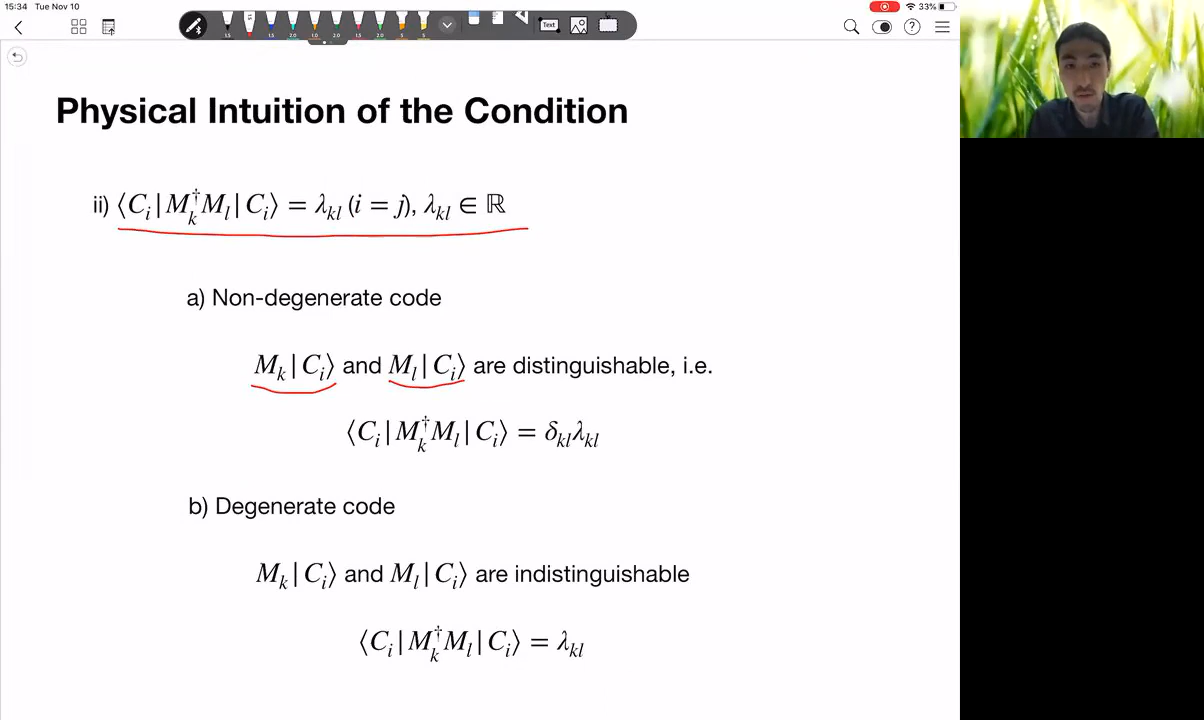 15:34 Tue Nov 10
33%
Text
Physical Intuition of the Condition
ii) ⟨C_i|M_k^†M_l|C_i⟩ = λ_kl (i = j), λ_kl ∈ ℝ
a) Non-degenerate code
M_k|C_i⟩ and M_l|C_i⟩ are distinguishable, i.e.
⟨C_i|M_k^†M_l|C_i⟩ = δ_klλ_kl
b) Degenerate code
M_k|C_i⟩ and M_l|C_i⟩ are indistinguishable
⟨C_i|M_k^†M_l|C_i⟩ = λ_kl